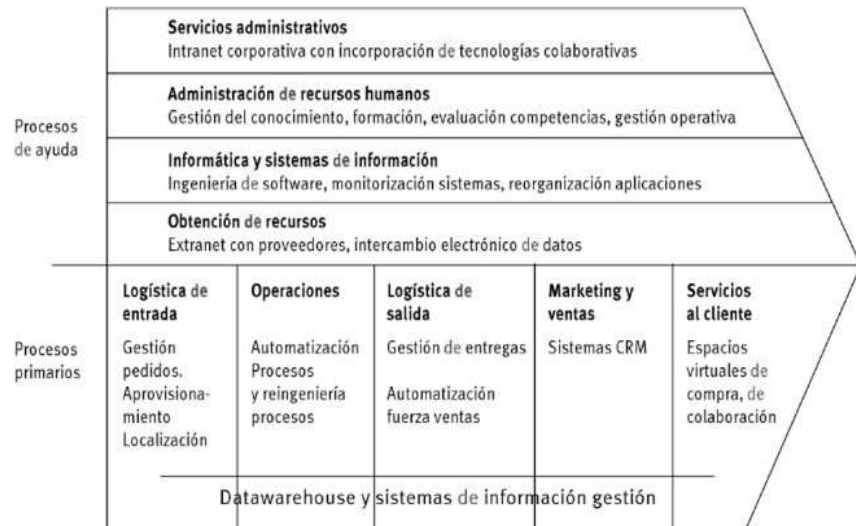 Servicios administrativos
Intranet corporativa con incorporación de tecnologías colaborativas
Administración de recursos humanos
Gestión del conocimiento, formación, evaluación competencias, gestión operativa
Procesos
de ayuda
Informática y sistemas de información
Ingeniería de software, monitorización sistemas, reorganización aplicaciones
Obtención de recursos
Extranet con proveedores, intercambio electrónico de datos
Procesos
primarios
Logística de
entrada
Gestión
pedidos.
Aprovisiona-
miento
Localización
Operaciones
Automatización
Procesos
y reingeniería
procesos
Logística de
salida
Gestión de entregas
Automatización
fuerza ventas
Marketing y
ventas
Sistemas CRM
Servicios
al cliente
Espacios
virtuales de
compra, de
colaboración
Datawarehouse y sistemas de información gestión